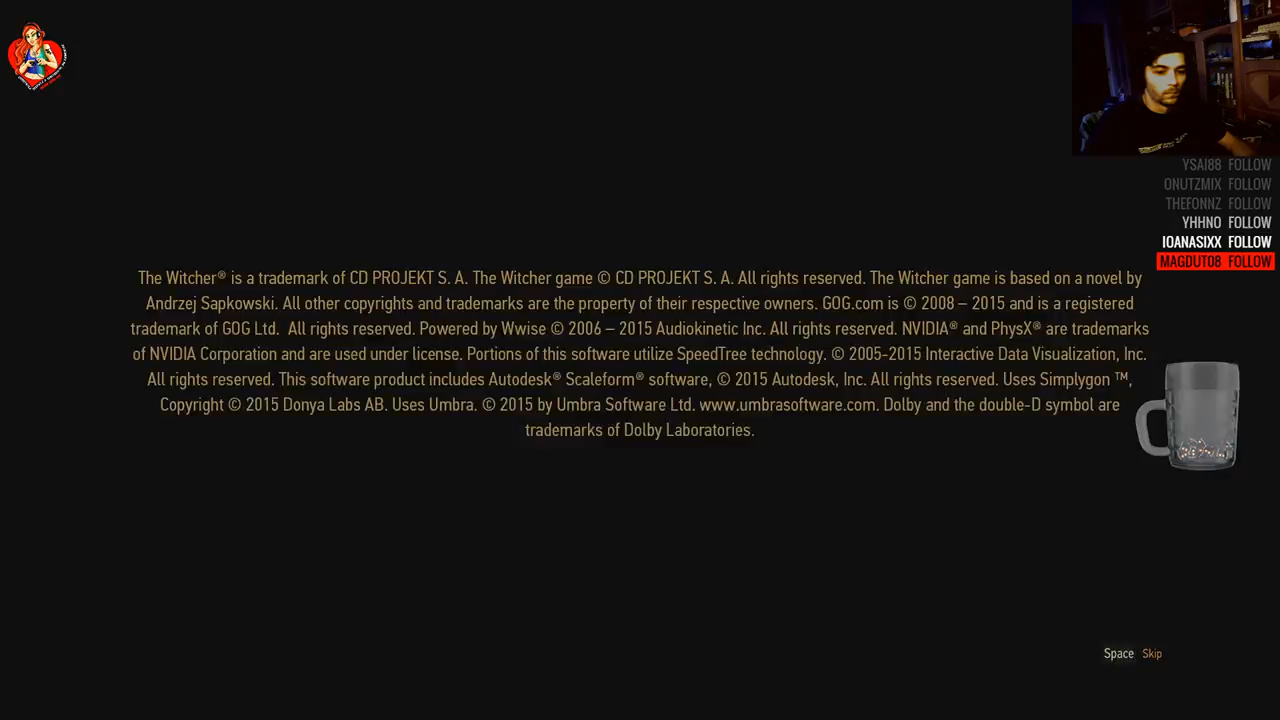 YSAI88 FOLLOW
ONUTZMIX FOLLOW
THEFONNZ FOLLOW
YHHNO FOLLOW
IOANASIXX FOLLOW
MAGDUT08 FOLLOW
The Witcher® is a trademark of CD PROJEKT S. A. The Witcher game © CD PROJEKT S. A. All rights reserved. The Witcher game is based on a novel by
Andrzej Sapkowski. All other copyrights and trademarks are the property of their respective owners. GOG.com is © 2008 – 2015 and is a registered
trademark of GOG Ltd. All rights reserved. Powered by Wwise © 2006 – 2015 Audiokinetic Inc. All rights reserved. NVIDIA® and PhysX® are trademarks
of NVIDIA Corporation and are used under license. Portions of this software utilize SpeedTree technology. © 2005-2015 Interactive Data Visualization, Inc.
All rights reserved. This software product includes Autodesk® Scaleform® software, © 2015 Autodesk, Inc. All rights reserved. Uses Simplygon ™,
Copyright © 2015 Donya Labs AB. Uses Umbra. © 2015 by Umbra Software Ltd. www.umbrasoftware.com. Dolby and the double-D symbol are
trademarks of Dolby Laboratories.
Space Skip